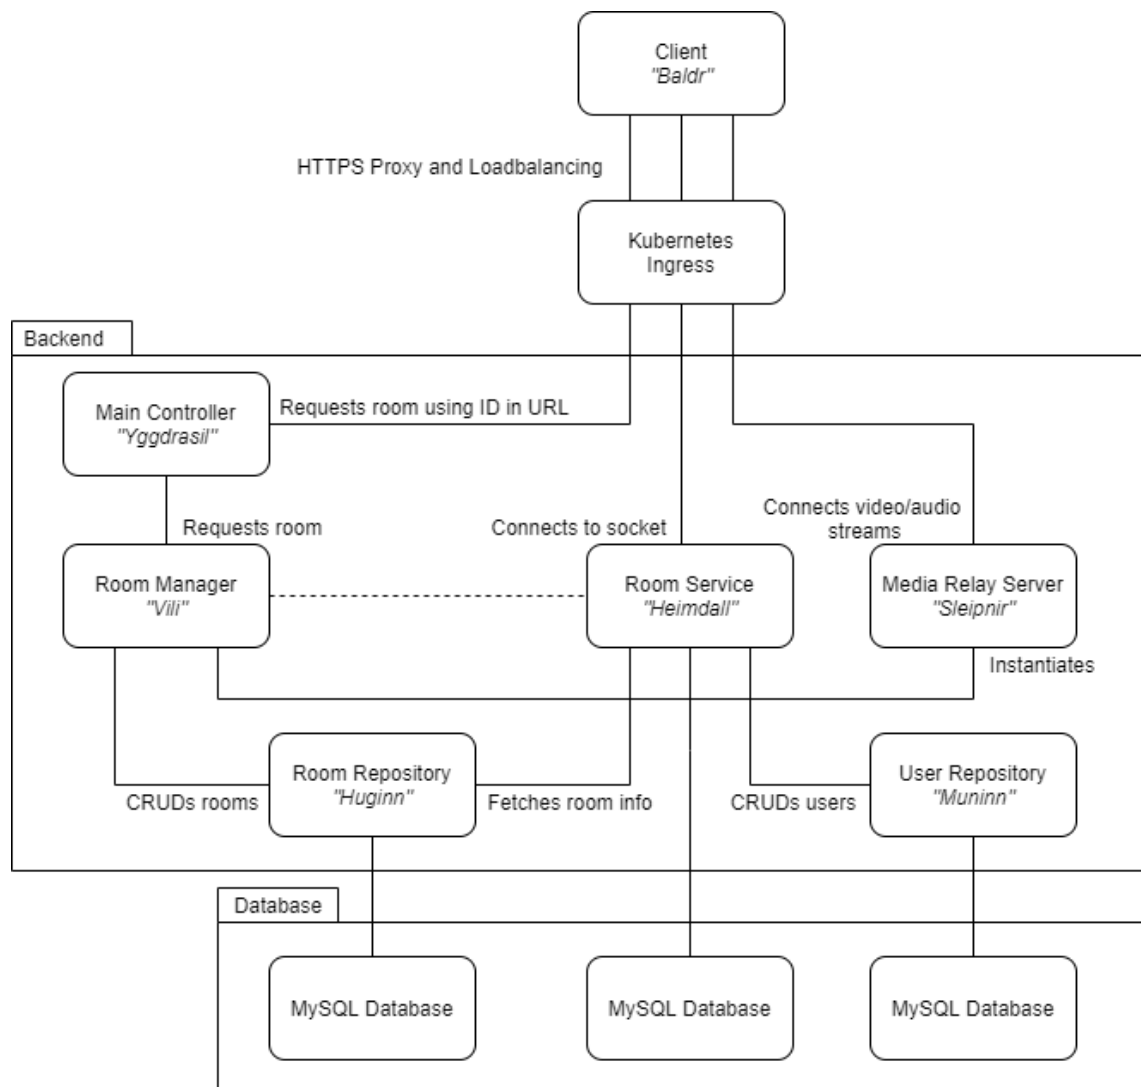 Client
"Baldr"
HTTPS Proxy and Loadbalancing
Kubernetes
Ingress
Backend
Main Controller
"Yggdrasil"
Requests room using ID in URL
Requests room
Connects to socket
Connects video/audio
streams
Room Manager
"Vili"
Room Service
"Heimdall"
Media Relay Server
"Sleipnir"
Instantiates
Room Repository
"Huginn"
User Repository
"Muninn"
CRUDs rooms
Fetches room info
CRUDs users
Database
MySQL Database
MySQL Database
MySQL Database